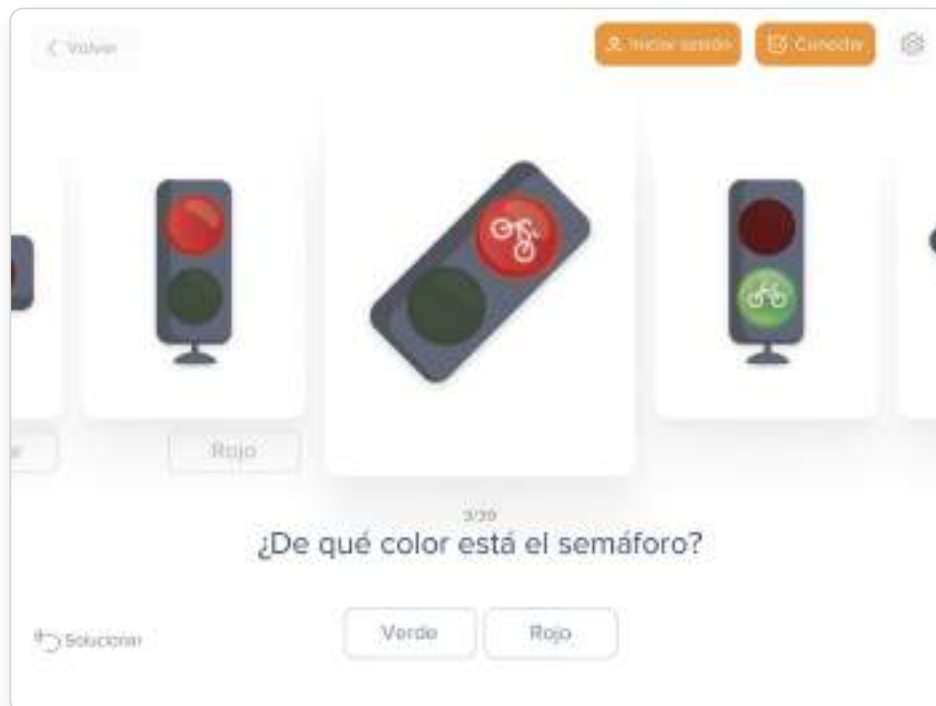 Volver
Iniciar sesión
Conectar
Rojo
3/20
¿De qué color está el semáforo?
Verde
Rojo
Solucionar